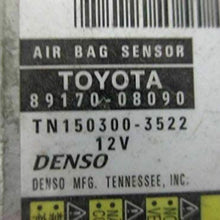 AIR BAG SENSOR
TOYOTA
89170-08090
TN150300-3522
12V
DENSO
DENSO MFG. TENNESSEE, INC.